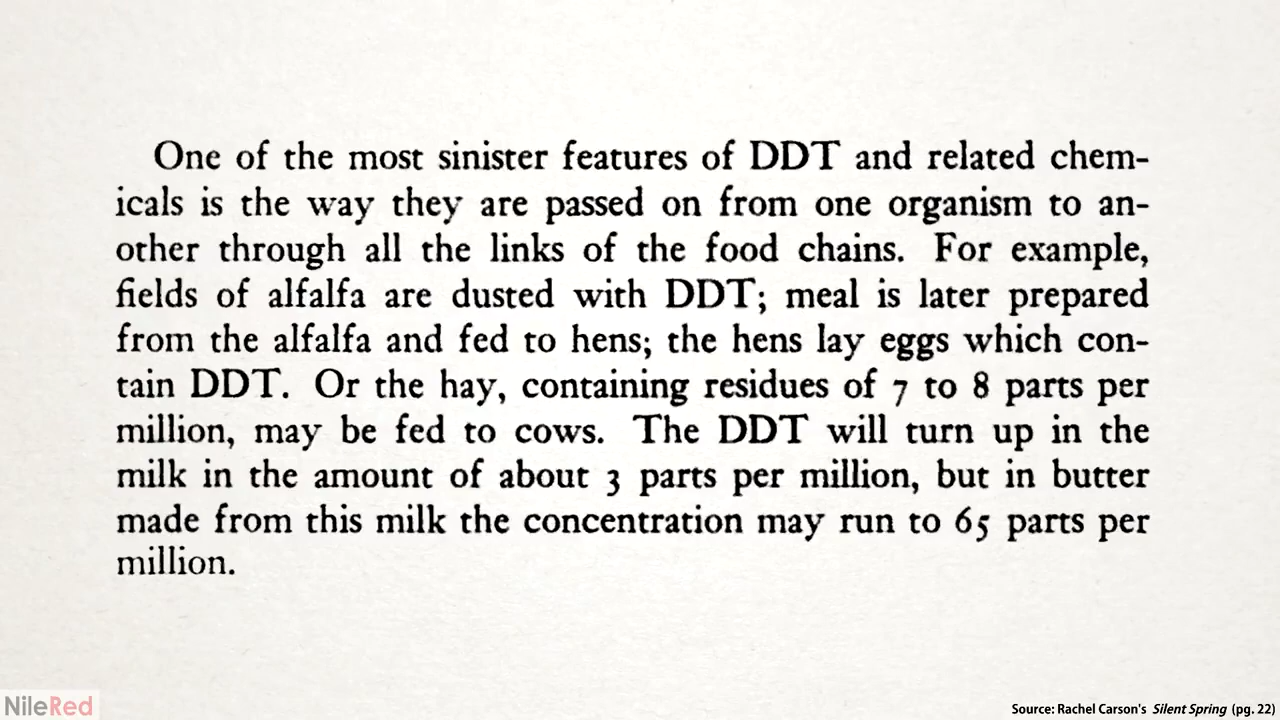 One of the most sinister features of DDT and related chem-
icals is the way they are passed on from one organism to an-
other through all the links of the food chains. For example,
fields of alfalfa are dusted with DDT; meal is later prepared
from the alfalfa and fed to hens; the hens lay eggs which con-
tain DDT. Or the hay, containing residues of 7 to 8 parts per
million, may be fed to cows. The DDT will turn up in the
milk in the amount of about 3 parts per million, but in butter
made from this milk the concentration may run to 65 parts per
million.
NileRed
Source: Rachel Carson's Silent Spring (pg. 22)